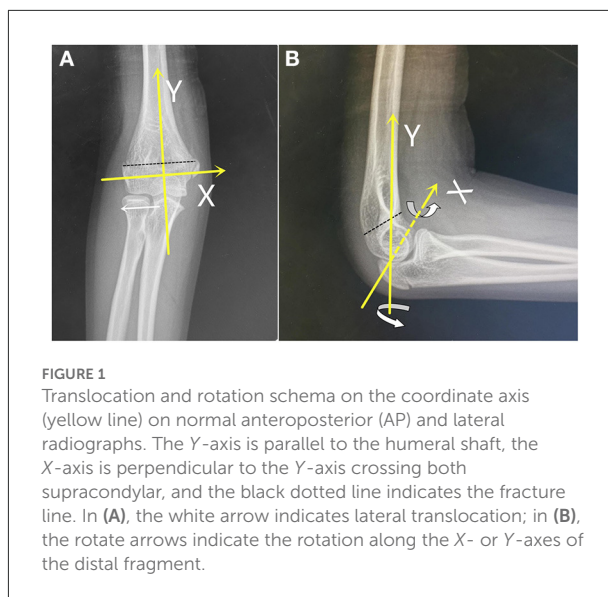 A
Y
X
B
Y
X
FIGURE 1
Translocation and rotation schema on the coordinate axis
(yellow line) on normal anteroposterior (AP) and lateral
radiographs. The Y-axis is parallel to the humeral shaft, the
X-axis is perpendicular to the Y-axis crossing both
supracondylar, and the black dotted line indicates the fracture
line. In (A), the white arrow indicates lateral translocation; in (B),
the rotate arrows indicate the rotation along the X- or Y-axes of
the distal fragment.